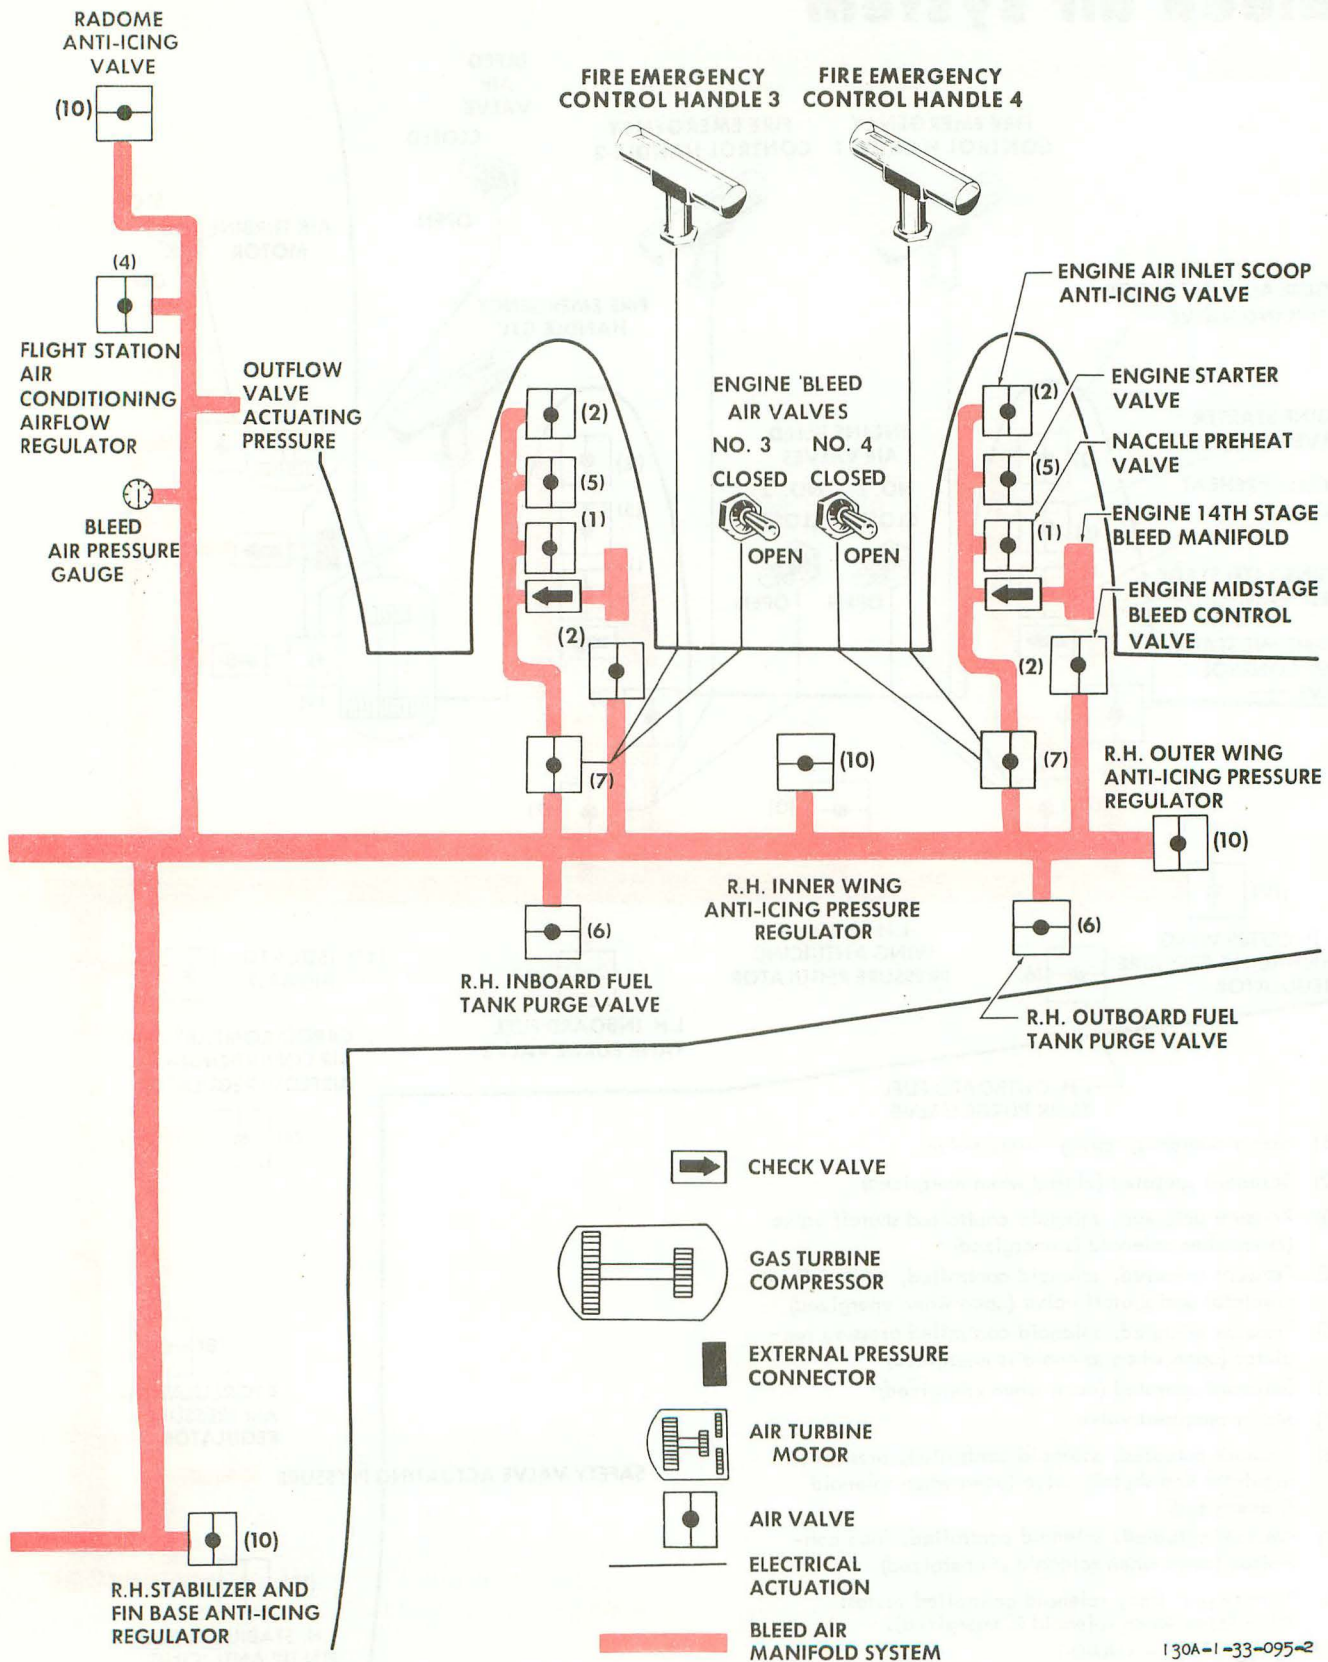 RADOME
ANTI-ICING
VALVE
(10)
FIRE EMERGENCY
CONTROL HANDLE 3
FIRE EMERGENCY
CONTROL HANDLE 4
(4)
FLIGHT STATION
AIR
CONDITIONING
AIRFLOW
REGULATOR
OUTFLOW
VALVE
ACTUATING
PRESSURE
BLEED
AIR PRESSURE
GAUGE
(2)
(5)
(1)
(2)
(7)
ENGINE 'BLEED
AIR VALVES
NO. 3
CLOSED
OPEN
NO. 4
CLOSED
OPEN
ENGINE AIR INLET SCOOP
ANTI-ICING VALVE
(2)
ENGINE STARTER
VALVE
(5)
NACELLE PREHEAT
VALVE
(1)
ENGINE 14TH STAGE
BLEED MANIFOLD
ENGINE MIDSTAGE
BLEED CONTROL
VALVE
(2)
(10)
(7)
R.H. OUTER WING
ANTI-ICING PRESSURE
REGULATOR
(10)
R.H. INNER WING
ANTI-ICING PRESSURE
REGULATOR
(6)
R.H. INBOARD FUEL
TANK PURGE VALVE
(6)
R.H. OUTBOARD FUEL
TANK PURGE VALVE
CHECK VALVE
GAS TURBINE
COMPRESSOR
EXTERNAL PRESSURE
CONNECTOR
AIR TURBINE
MOTOR
AIR VALVE
ELECTRICAL
ACTUATION
BLEED AIR
MANIFOLD SYSTEM
(10)
R.H. STABILIZER AND
FIN BASE ANTI-ICING
REGULATOR
130A-1-33-095-2